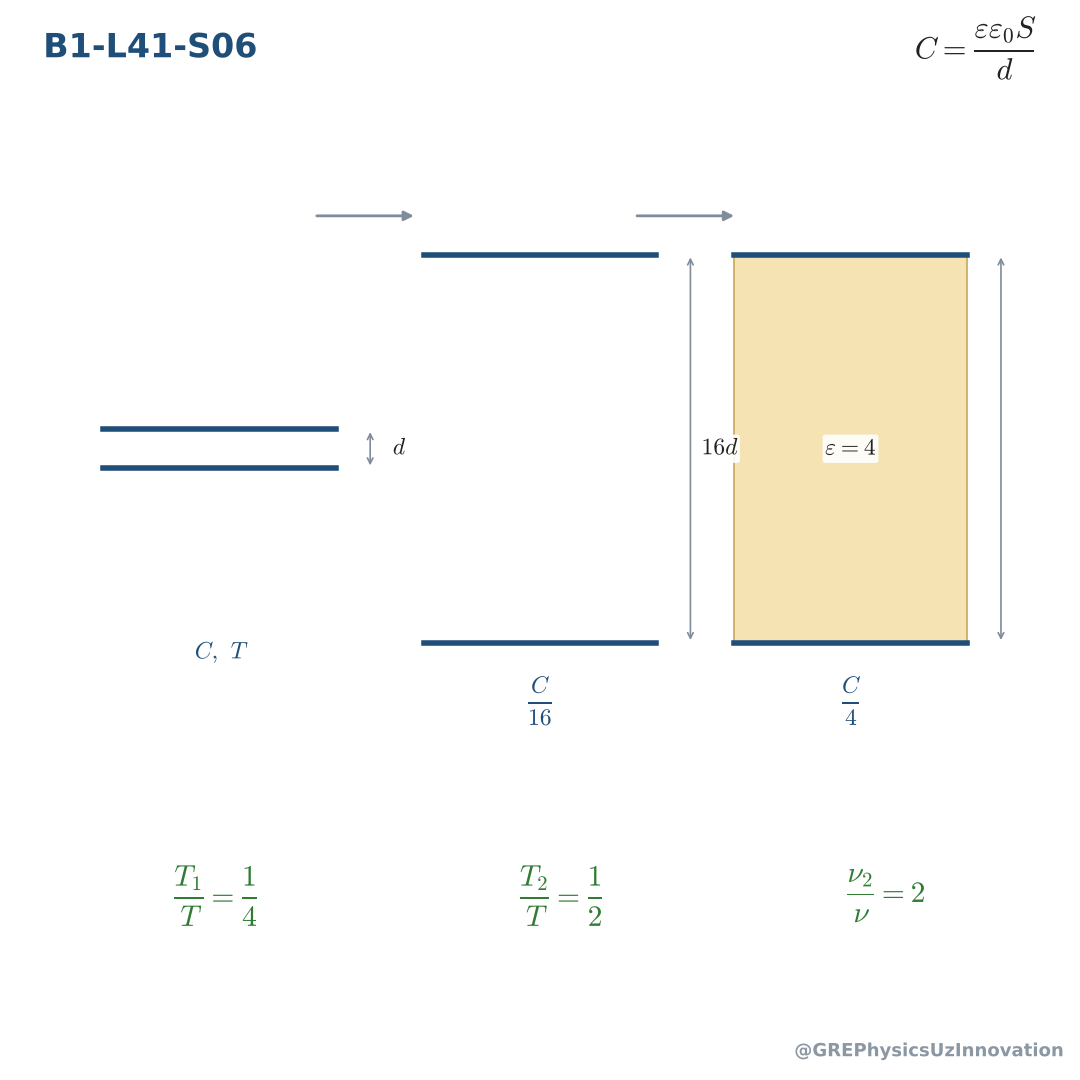 B1-L41-S06
C = εε₀S / d
d
16d
ε = 4
C, T
C/16
C/4
T₁/T = 1/4
T₂/T = 1/2
ν₂/ν = 2
@GREPhysicsUzInnovation